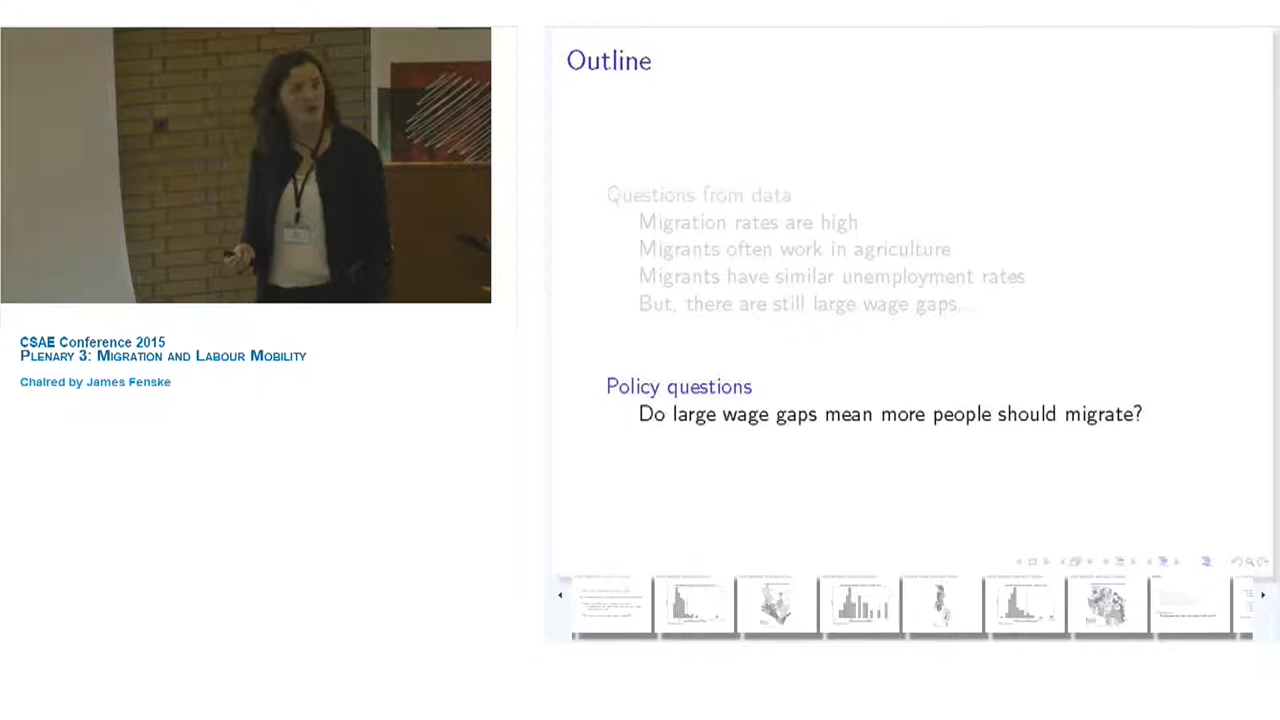 Outline
Questions from data
Migration rates are high
Migrants often work in agriculture
Migrants have similar unemployment rates
But, there are still large wage gaps...
Policy questions
Do large wage gaps mean more people should migrate?
CSAE Conference 2015
PLENARY 3: MIGRATION AND LABOUR MOBILITY
Chaired by James Fenske